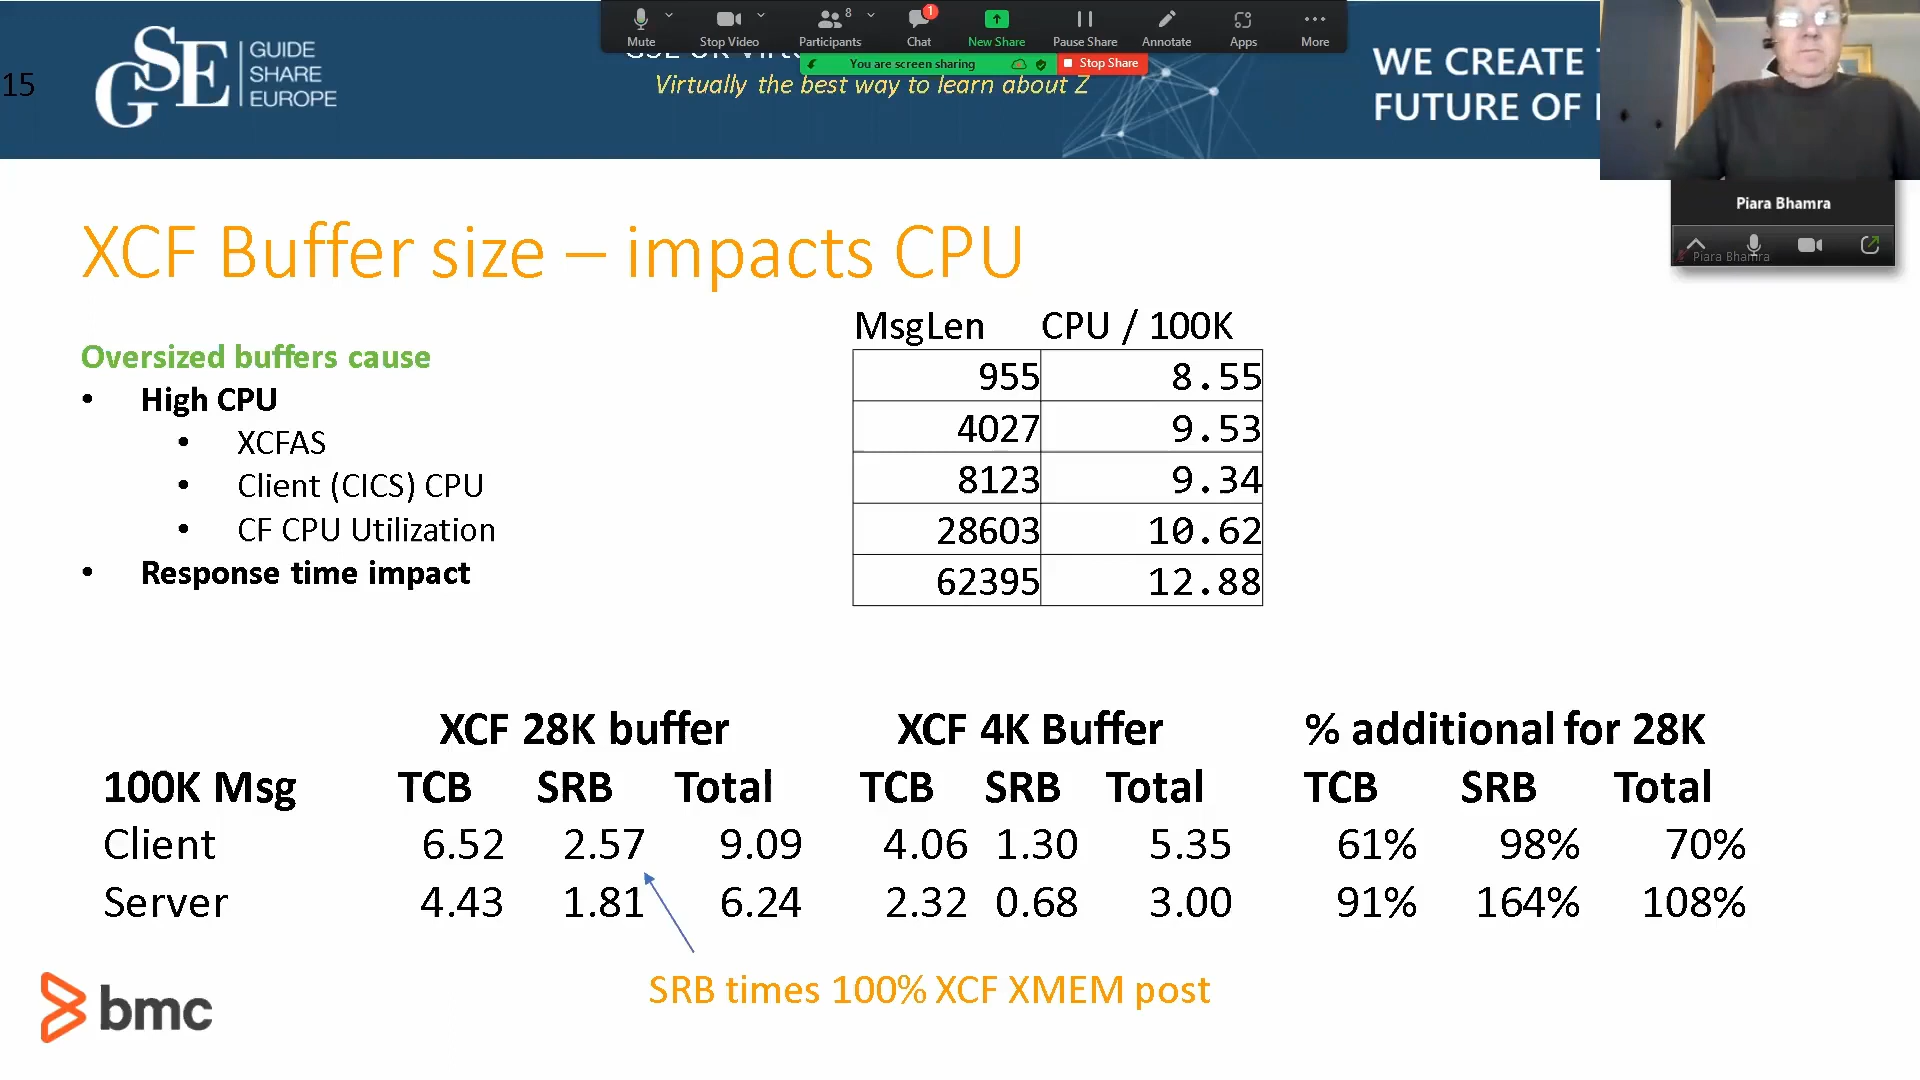 Mute
Stop Video
Participants
8
Chat
1
New Share
Pause Share
Annotate
Apps
More
You are screen sharing
Stop Share
15
GSE
GUIDE
SHARE
EUROPE
Virtually the best way to learn about Z
WE CREATE
FUTURE OF
Piara Bhamra
Piara Bhamra
XCF Buffer size – impacts CPU
Oversized buffers cause
• High CPU
• XCFAS
• Client (CICS) CPU
• CF CPU Utilization
• Response time impact
MsgLen CPU / 100K
955 8.55
4027 9.53
8123 9.34
28603 10.62
62395 12.88
XCF 28K buffer XCF 4K Buffer % additional for 28K
100K Msg TCB SRB Total TCB SRB Total TCB SRB Total
Client 6.52 2.57 9.09 4.06 1.30 5.35 61% 98% 70%
Server 4.43 1.81 6.24 2.32 0.68 3.00 91% 164% 108%
SRB times 100% XCF XMEM post
bmc